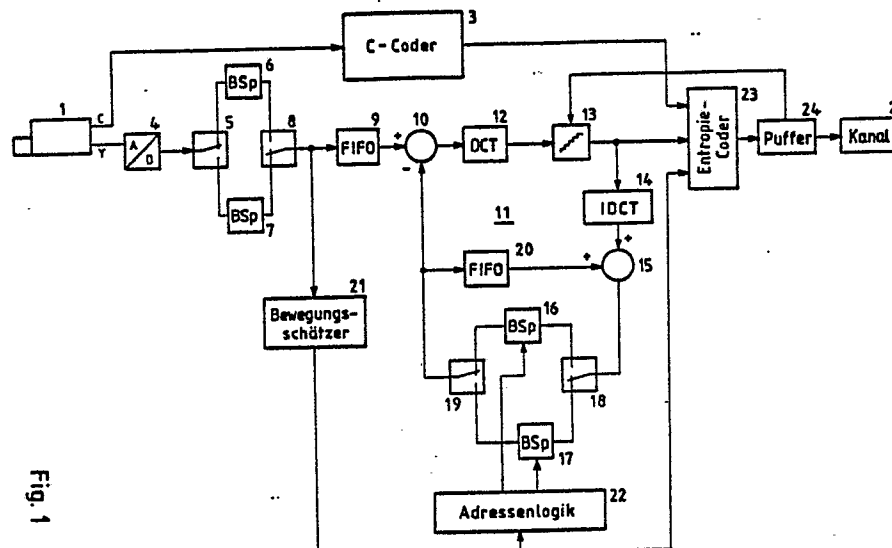 3
C-Coder
6
BSp
1
C
Y
4
A
D
5
8
9
FIFO
+
10
-
12
DCT
13
23
Entropie-
Coder
24
Puffer
2
Kanal
BSp
7
14
IDCT
11
20
FIFO
+
+
15
21
Bewegungs-
schätzer
16
BSp
19
18
BSp
17
22
Adressenlogik
Fig. 1